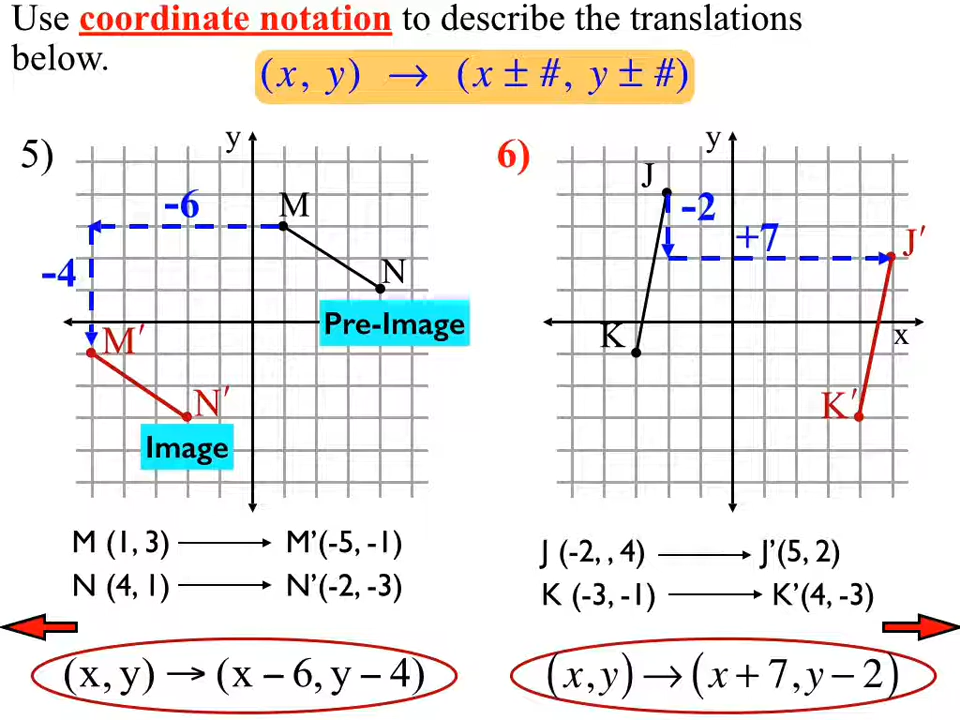 Use coordinate notation to describe the translations
below.
(x, y) → (x ± #, y ± #)
5)
y
-6
M
-4
N
Pre-Image
M′
N′
Image
M (1, 3) → M’(-5, -1)
N (4, 1) → N’(-2, -3)
(x, y) → (x – 6, y – 4)
6)
y
J
-2
+7
J′
K
x
K′
J (-2, , 4) → J’(5, 2)
K (-3, -1) → K’(4, -3)
(x, y) → (x + 7, y – 2)